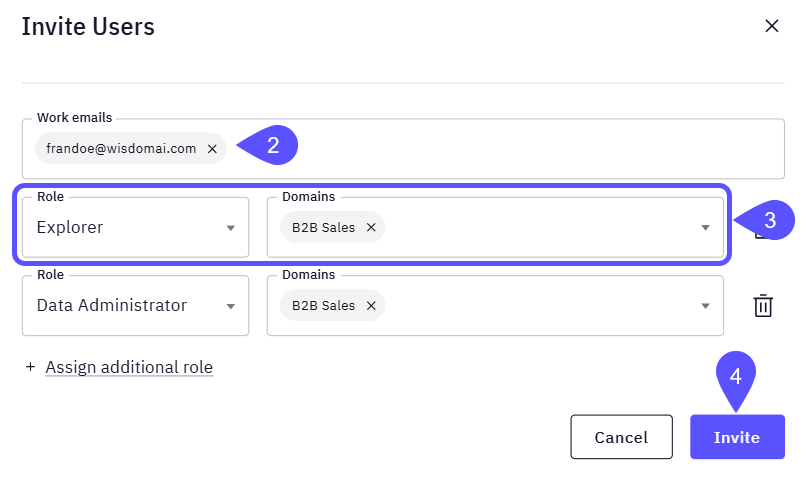 Invite Users
Work emails
frandoe@wisdomai.com
2
Role
Domains
Explorer
B2B Sales
3
Role
Domains
Data Administrator
B2B Sales
+ Assign additional role
4
Cancel
Invite